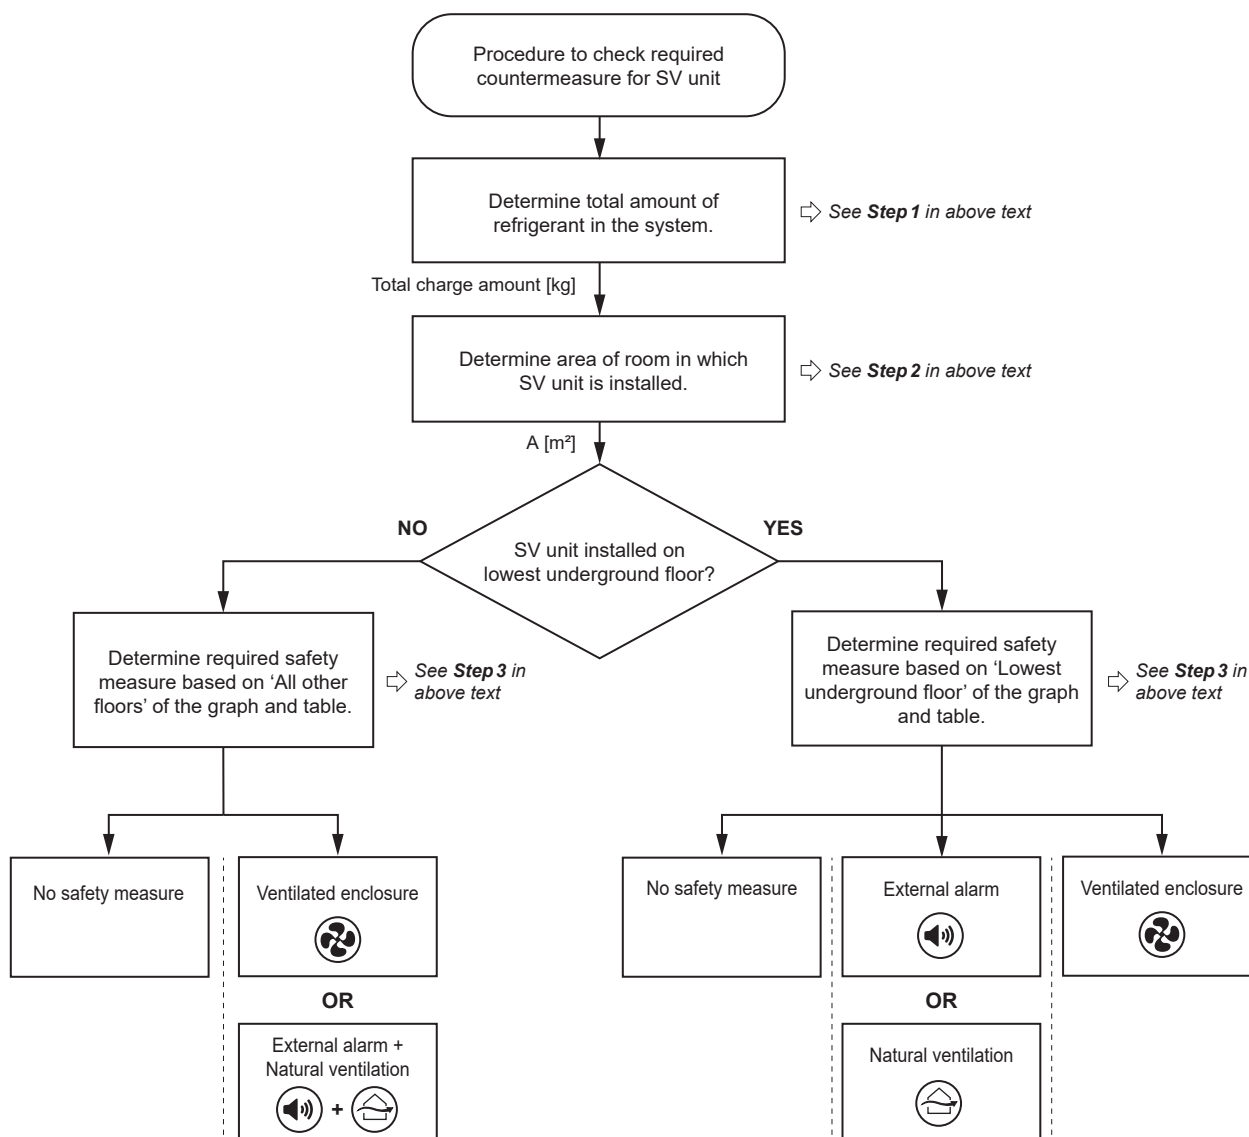 Procedure to check required
countermeasure for SV unit
Determine total amount of
refrigerant in the system.
See Step 1 in above text
Total charge amount [kg]
Determine area of room in which
SV unit is installed.
See Step 2 in above text
A [m²]
NO
YES
SV unit installed on
lowest underground floor?
Determine required safety
measure based on ‘All other
floors’ of the graph and table.
See Step 3 in
above text
Determine required safety
measure based on ‘Lowest
underground floor’ of the graph
and table.
See Step 3 in
above text
No safety measure
Ventilated enclosure
OR
External alarm +
Natural ventilation
+
No safety measure
External alarm
OR
Natural ventilation
Ventilated enclosure